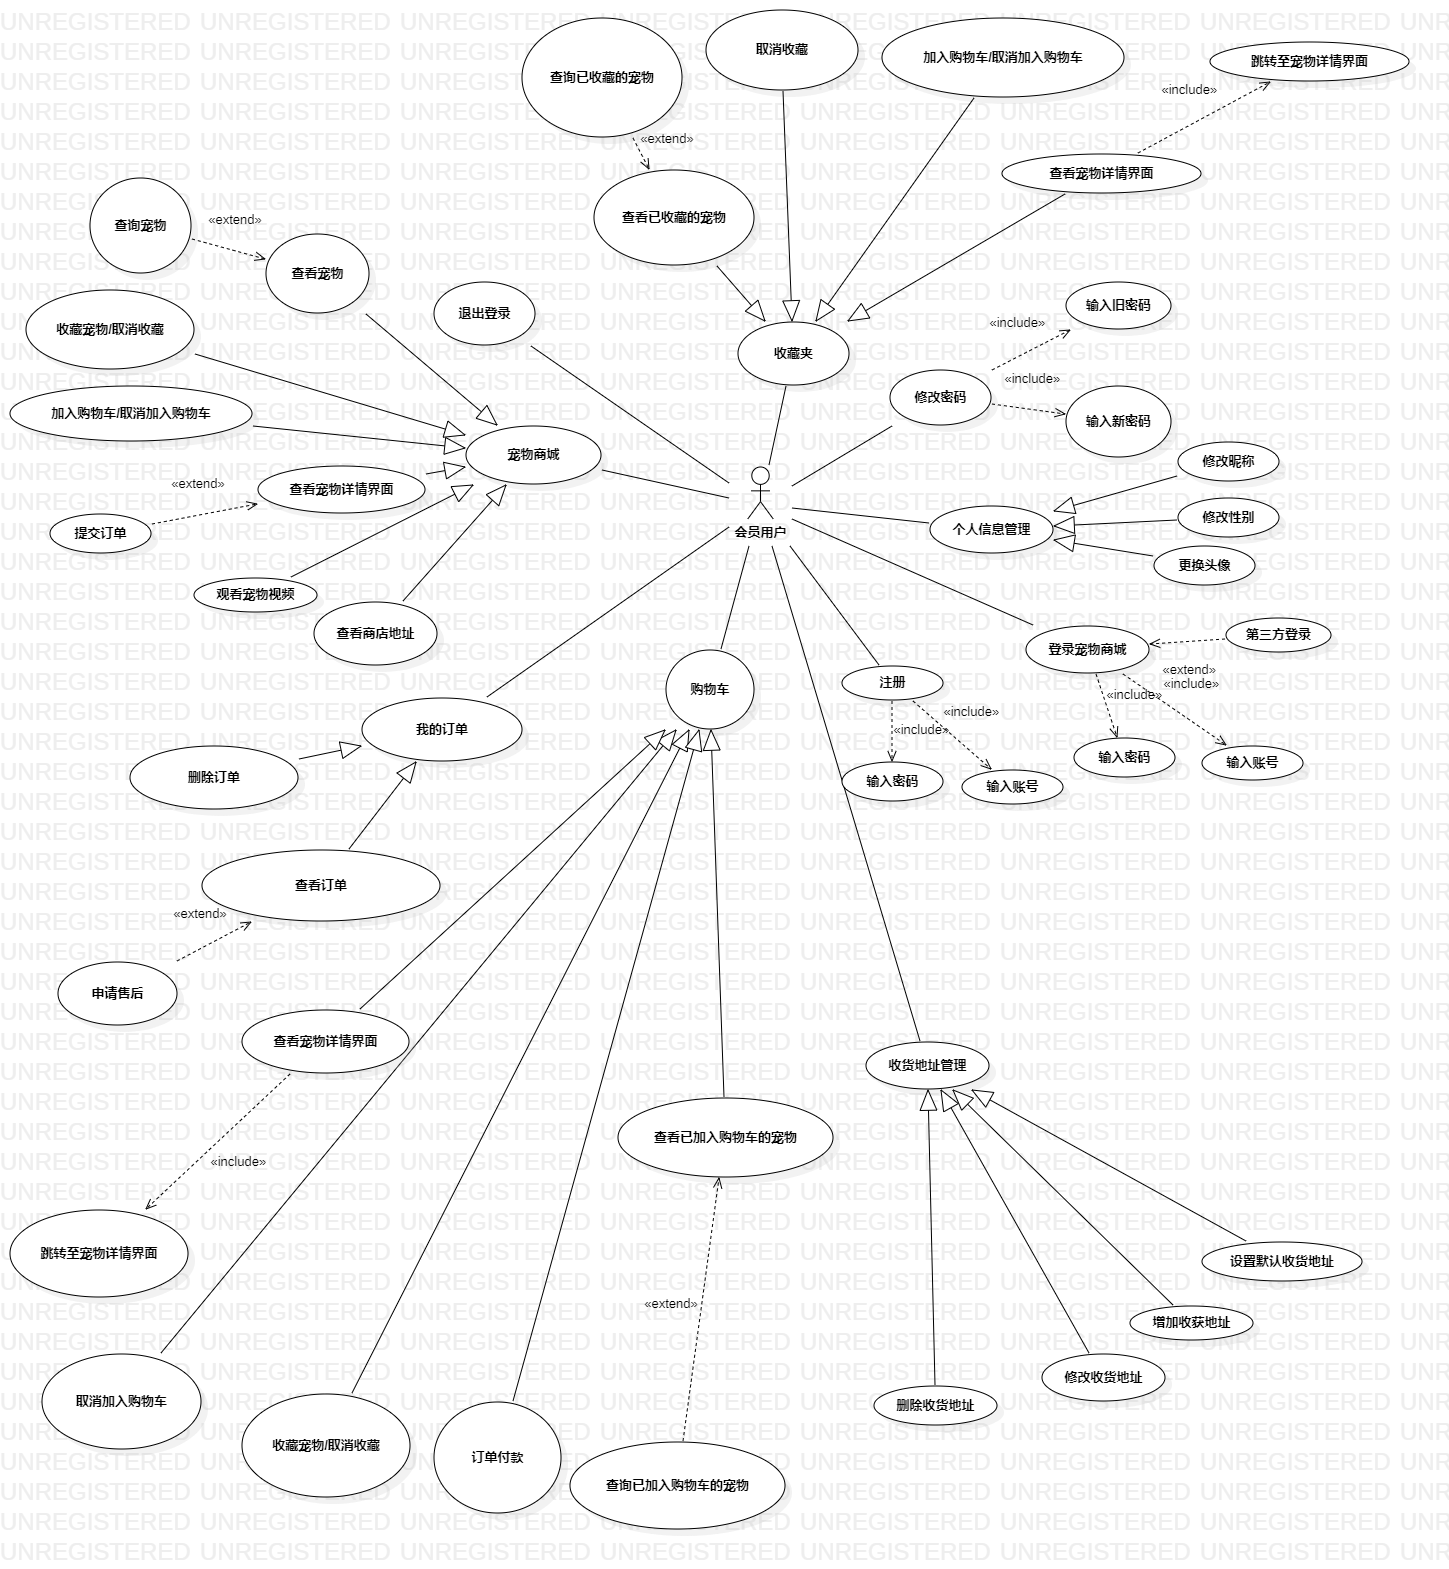 查询已收藏的宠物
取消收藏
加入购物车/取消加入购物车
跳转至宠物详情界面
«include»
«extend»
查看宠物详情界面
查看已收藏的宠物
查询宠物
«extend»
查看宠物
退出登录
收藏宠物/取消收藏
收藏夹
输入旧密码
«include»
«include»
修改密码
输入新密码
加入购物车/取消加入购物车
宠物商城
修改昵称
查看宠物详情界面
«extend»
提交订单
会员用户
个人信息管理
修改性别
更换头像
观看宠物视频
查看商店地址
登录宠物商城
第三方登录
«extend»
«include»
«include»
注册
«include»
«include»
购物车
我的订单
输入密码
输入账号
输入密码
输入账号
删除订单
查看订单
«extend»
申请售后
查看宠物详情界面
收货地址管理
查看已加入购物车的宠物
«include»
跳转至宠物详情界面
设置默认收货地址
«extend»
增加收获地址
修改收货地址
删除收货地址
取消加入购物车
收藏宠物/取消收藏
订单付款
查询已加入购物车的宠物
UNREGISTERED